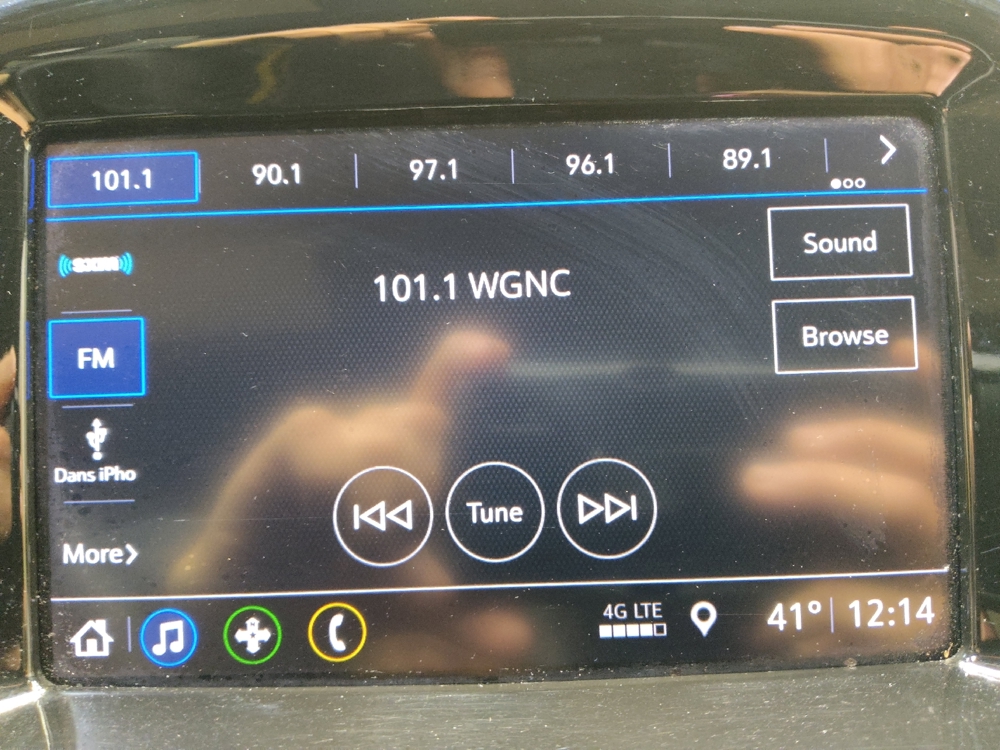 101.1 90.1 97.1 96.1 89.1
((SXM))
Sound
101.1 WGNC
Browse
FM
Dans iPho
Tune
More>
4G LTE
41° 12:14